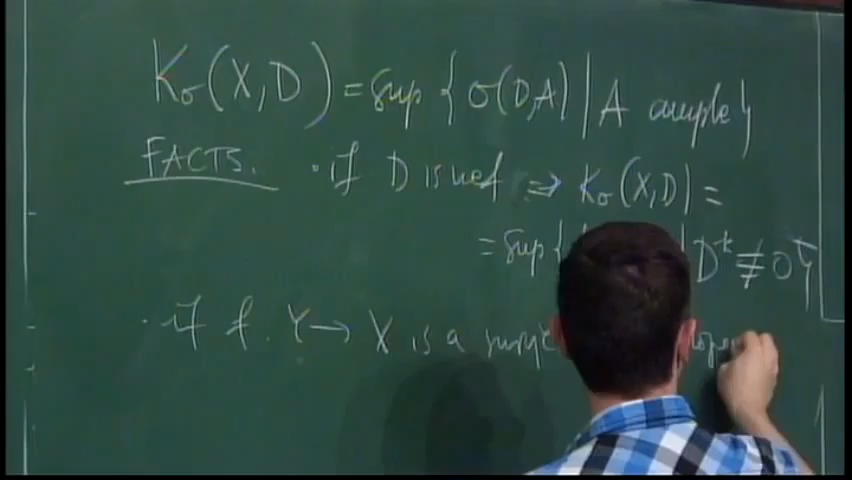 Kσ(X,D) = sup { σ(D,A) | A ample }
FACTS. · if D is nef ⇒ Kσ(X,D) =
= sup { D^k ≢ 0 }
· if f: Y → X is a